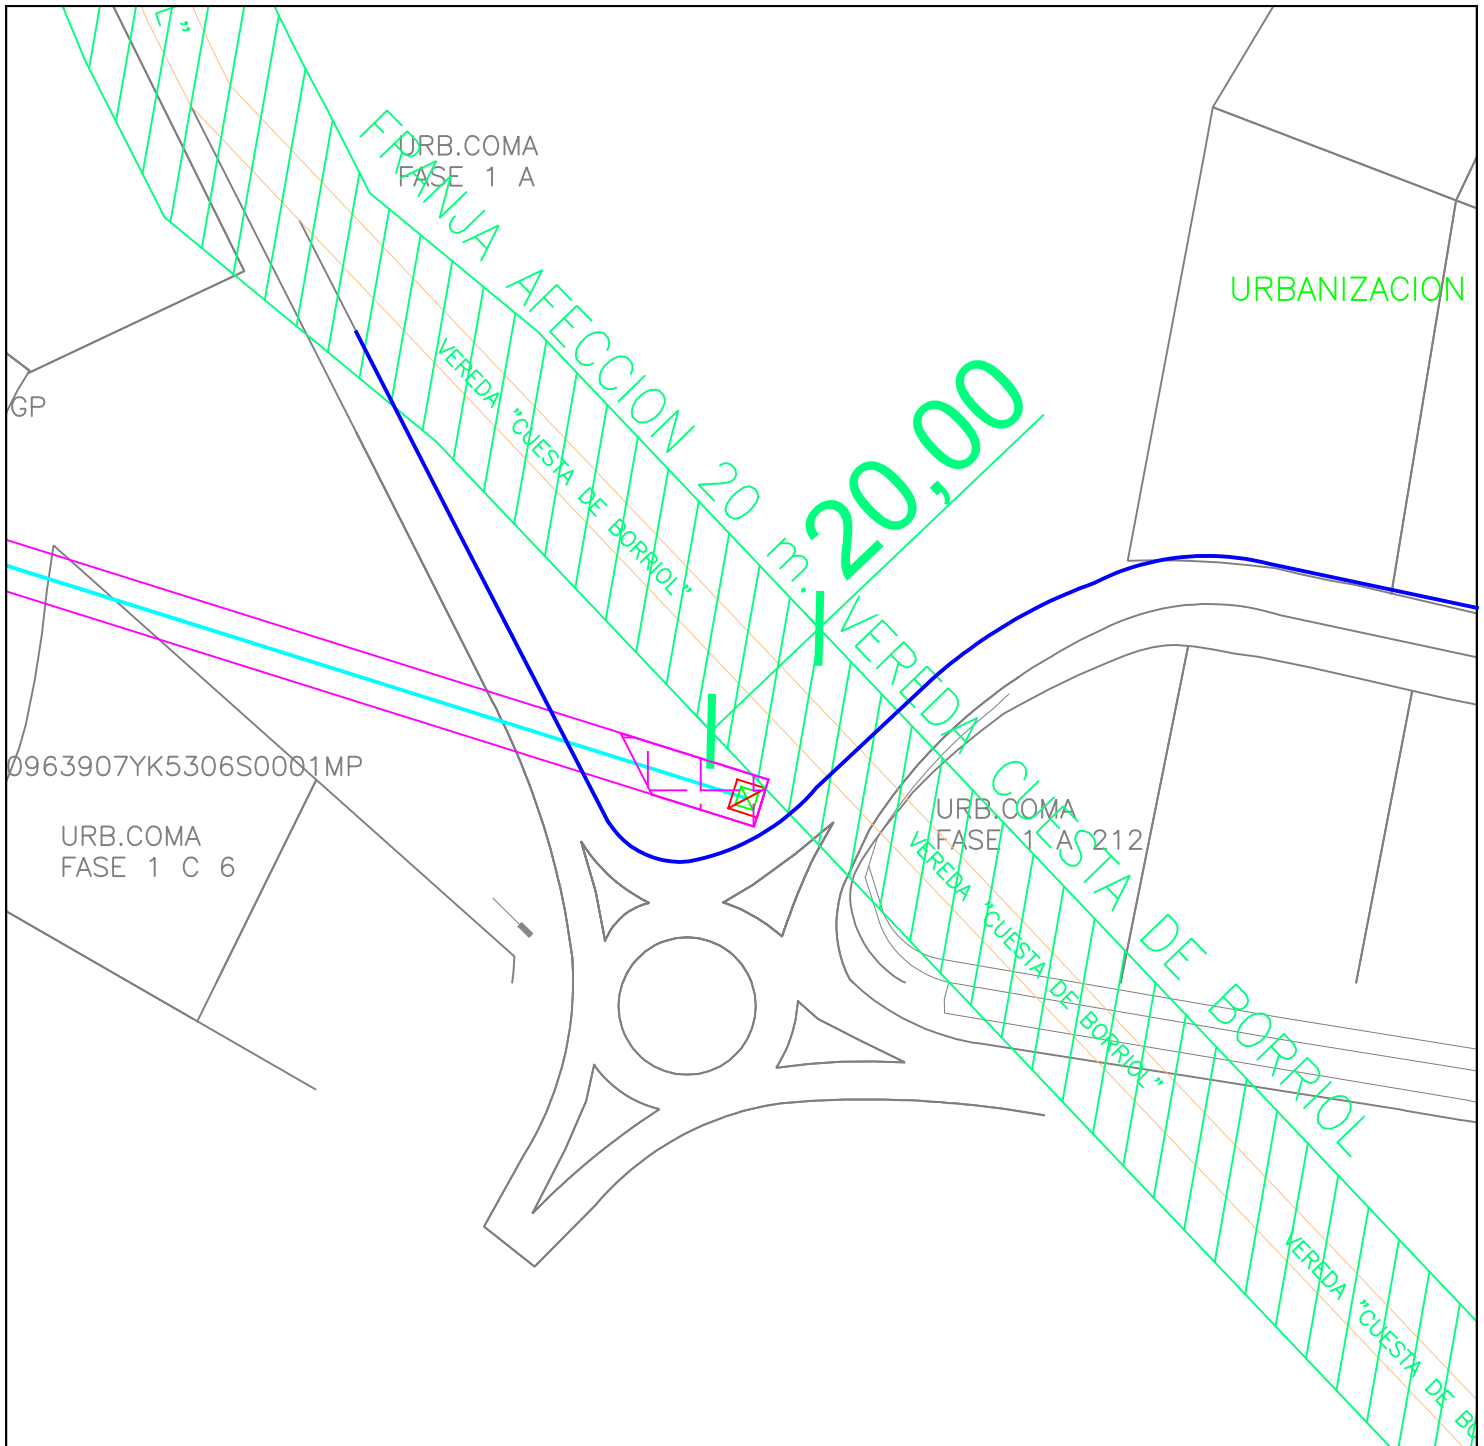 L”
URB.COMA
FASE 1 A
FRANJA AFECCION 20 m. VEREDA CUESTA DE BORRIOL
URBANIZACION
VEREDA "CUESTA DE BORRIOL"
20,00
GP
0963907YK5306S0001MP
URB.COMA
FASE 1 C 6
URB.COMA
FASE 1 A 212
VEREDA "CUESTA DE BORRIOL"
VEREDA "CUESTA DE BO